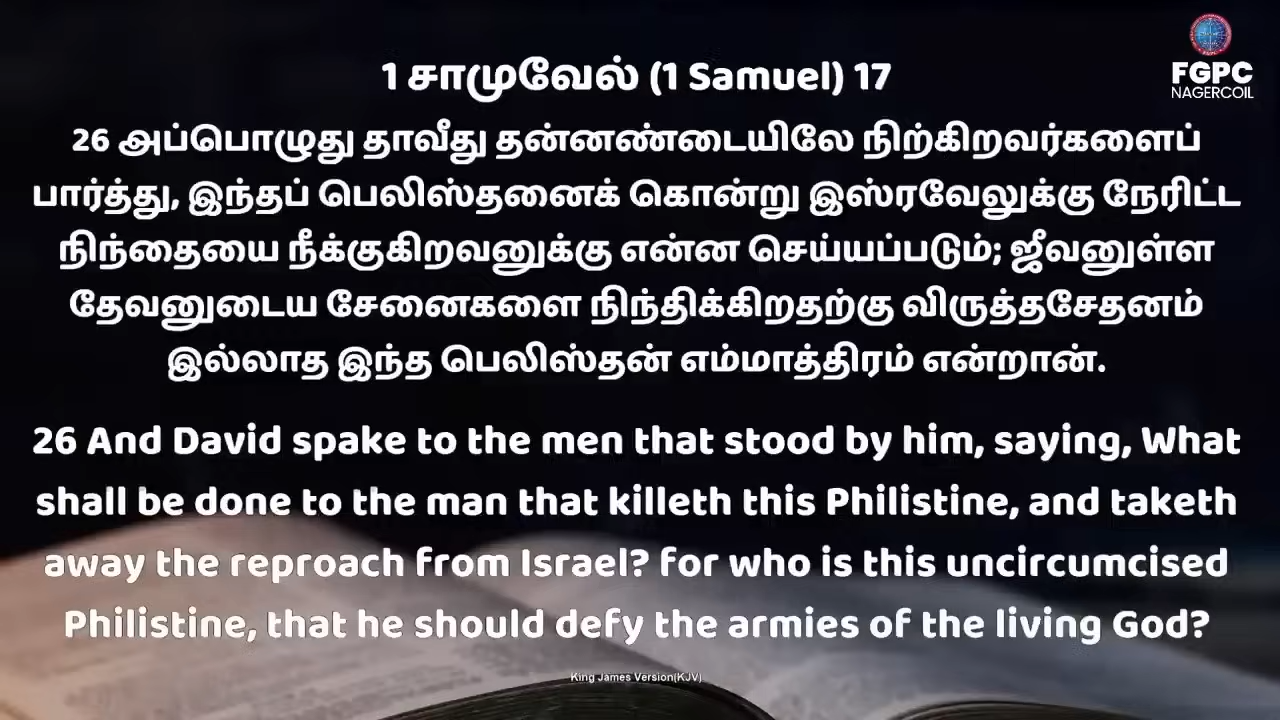 1 சாமுவேல் (1 Samuel) 17
FGPC
NAGERCOIL
26 அப்பொழுது தாவீது தன்னண்டையிலே நிற்கிறவர்களைப்
பார்த்து, இந்தப் பெலிஸ்தனைக் கொன்று இஸ்ரவேலுக்கு நேரிட்ட
நிந்தையை நீக்குகிறவனுக்கு என்ன செய்யப்படும்; ஜீவனுள்ள
தேவனுடைய சேனைகளை நிந்திக்கிறதற்கு விருத்தசேதனம்
இல்லாத இந்த பெலிஸ்தன் எம்மாத்திரம் என்றான்.
26 And David spake to the men that stood by him, saying, What
shall be done to the man that killeth this Philistine, and taketh
away the reproach from Israel? for who is this uncircumcised
Philistine, that he should defy the armies of the living God?
King James Version(KJV)